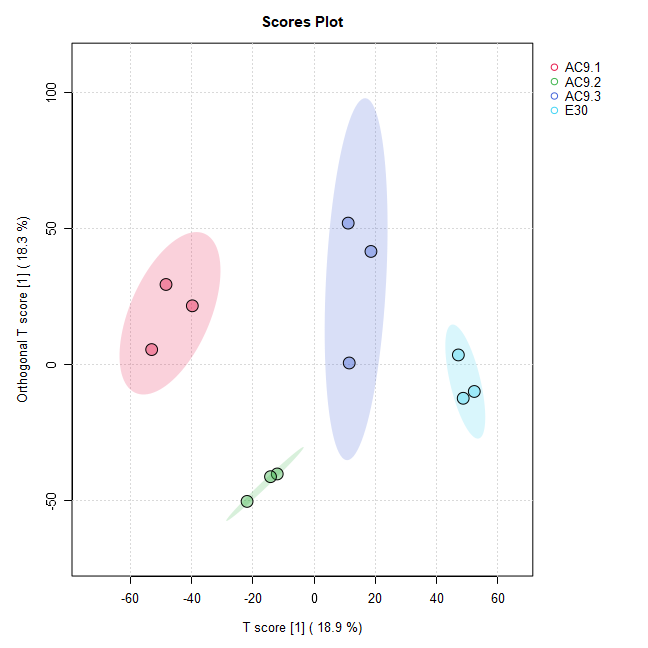 Scores Plot
AC9.1
AC9.2
AC9.3
E30
Orthogonal T score [1] ( 18.3 %)
100
50
0
-50
-60
-40
-20
0
20
40
60
T score [1] ( 18.9 %)